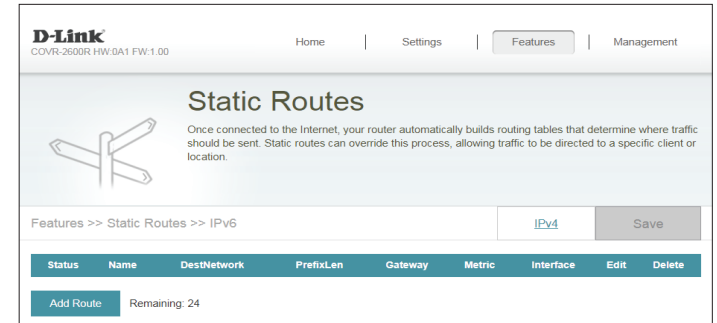 D-Link
COVR-2600R HW:0A1 FW:1.00
Home | Settings | Features | Management
Static Routes
Once connected to the Internet, your router automatically builds routing tables that determine where traffic
should be sent. Static routes can override this process, allowing traffic to be directed to a specific client or
location.
Features >> Static Routes >> IPv6
IPv4
Save
Status Name DestNetwork PrefixLen Gateway Metric Interface Edit Delete
Add Route Remaining: 24